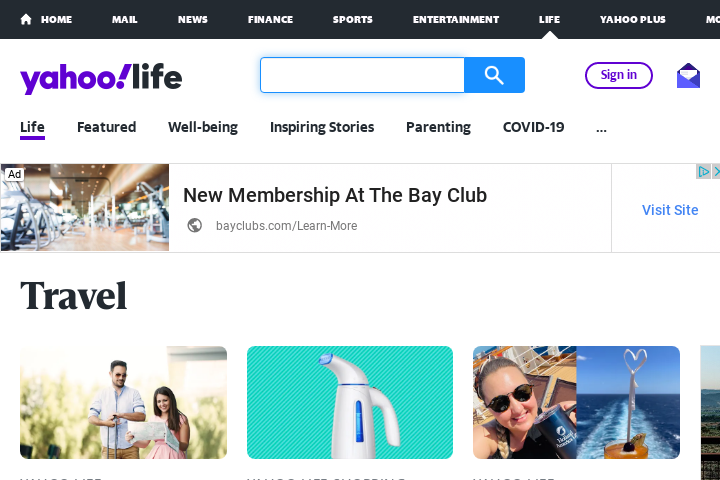 HOME MAIL NEWS FINANCE SPORTS ENTERTAINMENT LIFE YAHOO PLUS
yahoo!life
Sign in
Life Featured Well-being Inspiring Stories Parenting COVID-19 ...
Ad
New Membership At The Bay Club
bayclubs.com/Learn-More
Visit Site
Travel